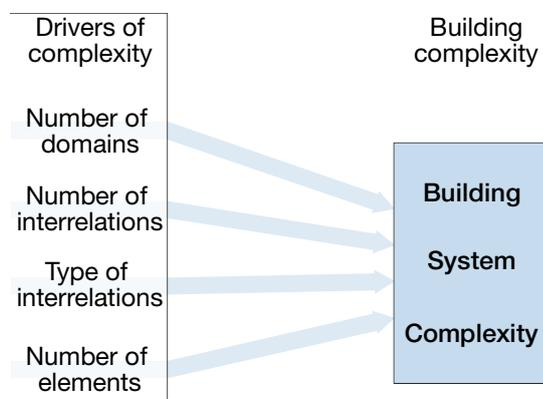 Drivers of
complexity
Number of
domains
Number of
interrelations
Type of
interrelations
Number of
elements
Building
complexity
Building
System
Complexity